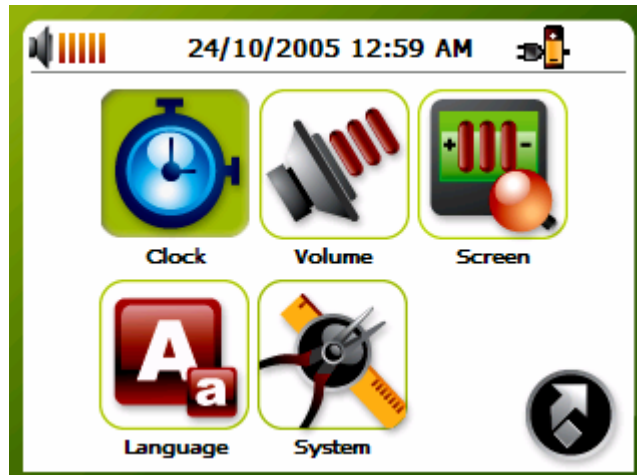 24/10/2005 12:59 AM
Clock Volume Screen
A
a
Language System